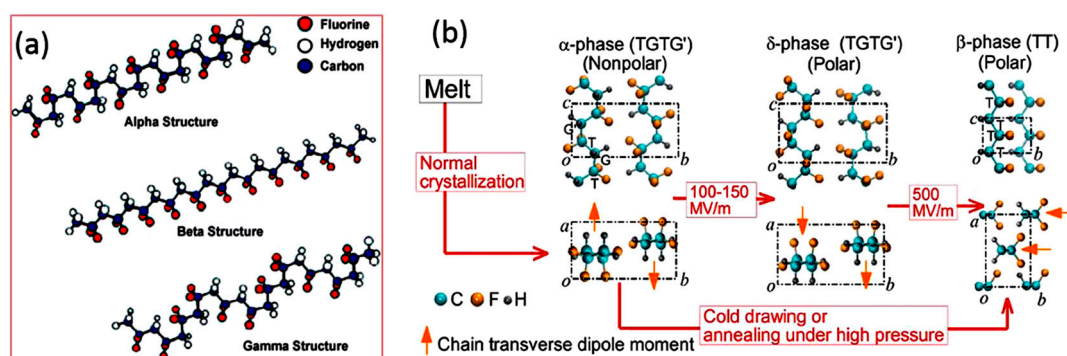 (a)
Fluorine
Hydrogen
Carbon
Alpha Structure
Beta Structure
Gamma Structure
(b)
α-phase (TGTG')
(Nonpolar)
δ-phase (TGTG')
(Polar)
β-phase (TT)
(Polar)
Melt
Normal
crystallization
c
G'
G
T
o
b
a
o
b
100-150
MV/m
c
o
b
a
o
b
500
MV/m
c
T
T
T
T
o
b
a
o
b
C F H
Chain transverse dipole moment
Cold drawing or
annealing under high pressure